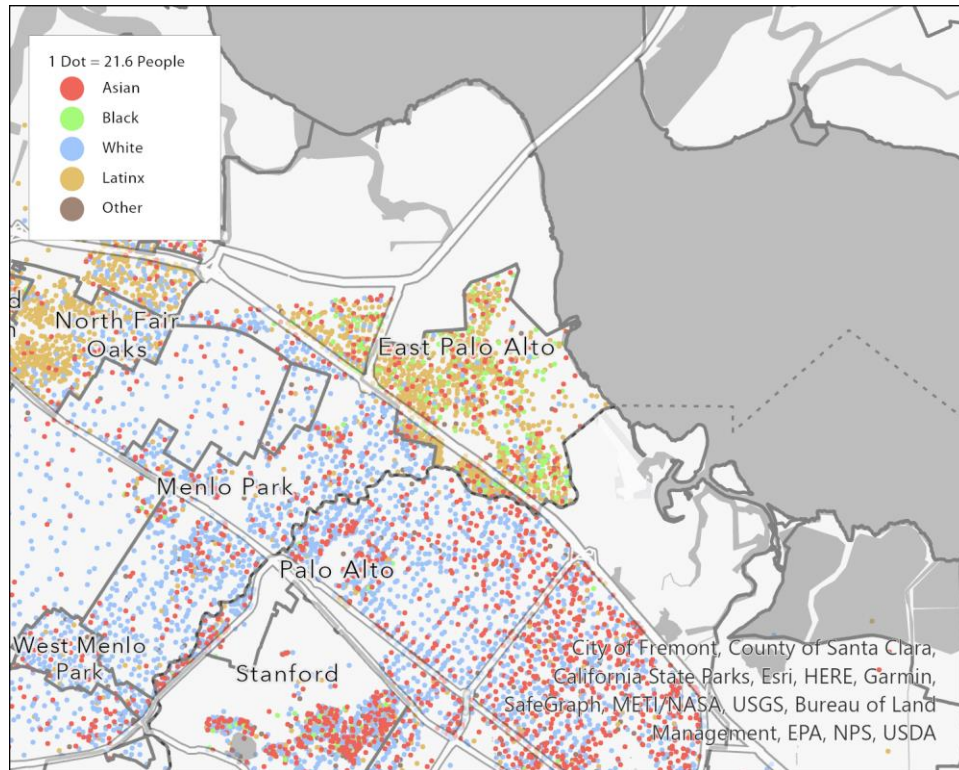 1 Dot = 21.6 People
Asian
Black
White
Latinx
Other
d
North Fair
Oaks
East Palo Alto
Menlo Park
Palo Alto
West Menlo
Park
Stanford
City of Fremont, County of Santa Clara,
California State Parks, Esri, HERE, Garmin,
SafeGraph, METI/NASA, USGS, Bureau of Land
Management, EPA, NPS, USDA